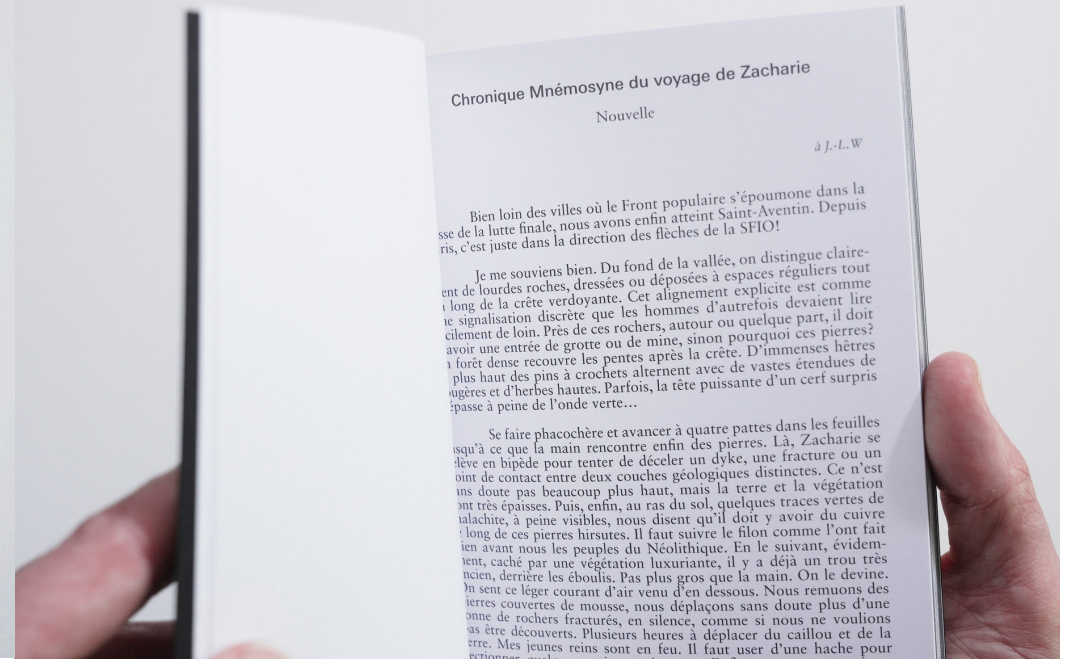 Chronique Mnémosyne du voyage de Zacharie
Nouvelle
à J.-L.W
Bien loin des villes où le Front populaire s'époumone dans la
sse de la lutte finale, nous avons enfin atteint Saint-Aventin. Depuis
ris, c'est juste dans la direction des flèches de la SFIO!
Je me souviens bien. Du fond de la vallée, on distingue claire-
ent de lourdes roches, dressées ou déposées à espaces réguliers tout
long de la crête verdoyante. Cet alignement explicite est comme
ne signalisation discrète que les hommes d'autrefois devaient lire
cilement de loin. Près de ces rochers, autour ou quelque part, il doit
avoir une entrée de grotte ou de mine, sinon pourquoi ces pierres?
forêt dense recouvre les pentes après la crête. D'immenses hêtres
plus haut des pins à crochets alternent avec de vastes étendues de
ugères et d'herbes hautes. Parfois, la tête puissante d'un cerf surpris
épasse à peine de l'onde verte…
Se faire phacochère et avancer à quatre pattes dans les feuilles
squ'à ce que la main rencontre enfin des pierres. Là, Zacharie se
lève en bipède pour tenter de déceler un dyke, une fracture ou un
oint de contact entre deux couches géologiques distinctes. Ce n'est
ns doute pas beaucoup plus haut, mais la terre et la végétation
ont très épaisses. Puis, enfin, au ras du sol, quelques traces vertes de
alachite, à peine visibles, nous disent qu'il doit y avoir du cuivre
long de ces pierres hirsutes. Il faut suivre le filon comme l'ont fait
ien avant nous les peuples du Néolithique. En le suivant, évidem-
ent, caché par une végétation luxuriante, il y a déjà un trou très
ncien, derrière les éboulis. Pas plus gros que la main. On le devine.
On sent ce léger courant d'air venu d'en dessous. Nous remuons des
ierres couvertes de mousse, nous déplaçons sans doute plus d'une
onne de rochers fracturés, en silence, comme si nous ne voulions
as être découverts. Plusieurs heures à déplacer du caillou et de la
erre. Mes jeunes reins sont en feu. Il faut user d'une hache pour